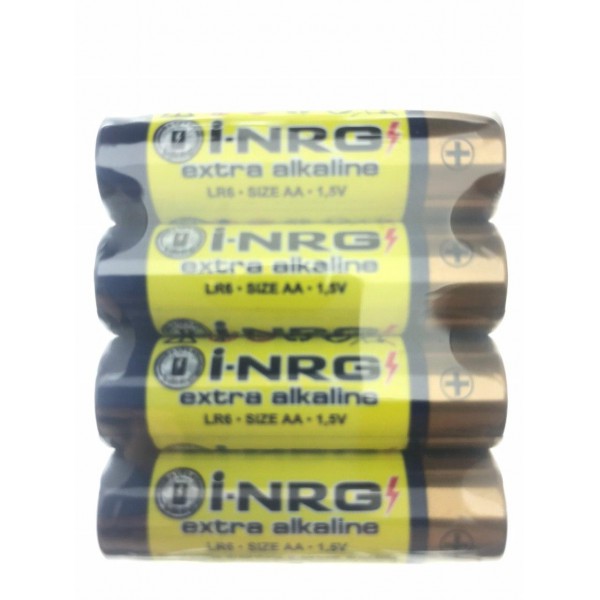 i-NRG
extra alkaline
LR6 • SIZE AA • 1,5V
i-NRG
extra alkaline
LR6 • SIZE AA • 1,5V
i-NRG
extra alkaline
LR6 • SIZE AA • 1,5V
i-NRG
extra alkaline
LR6 • SIZE AA • 1,5V